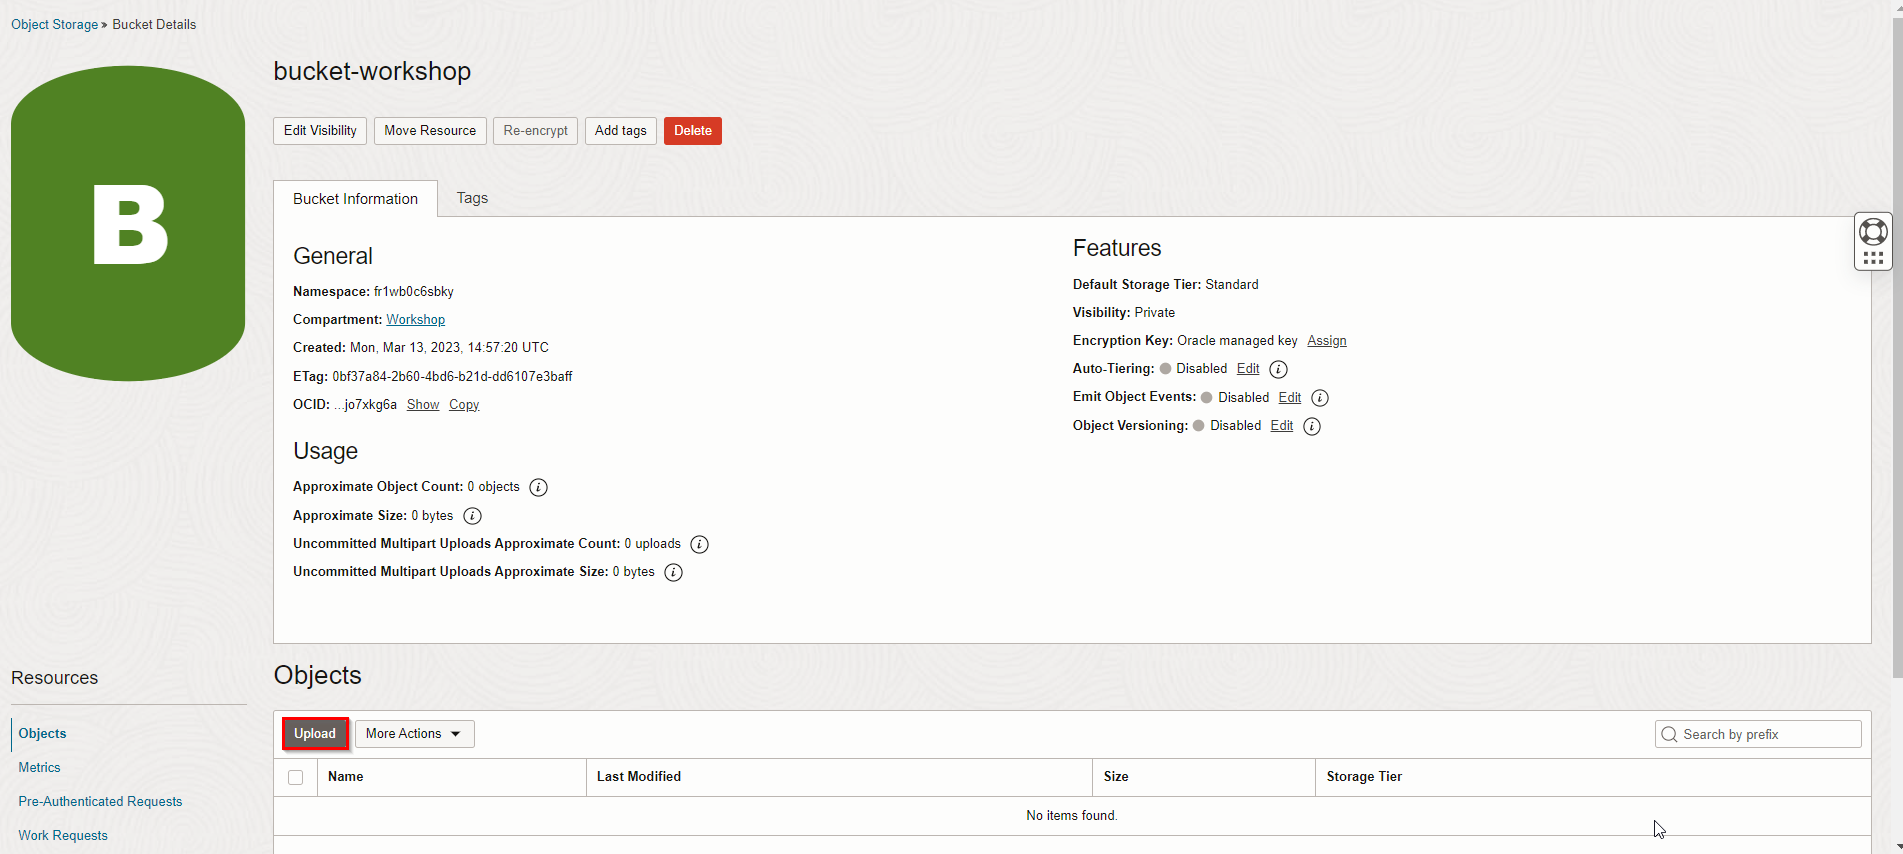 Object Storage » Bucket Details
B
bucket-workshop
Edit Visibility Move Resource Re-encrypt Add tags Delete
Bucket Information Tags
General
Namespace: fr1wb0c6sbky
Compartment: Workshop
Created: Mon, Mar 13, 2023, 14:57:20 UTC
ETag: 0bf37a84-2b60-4bd6-b21d-dd6107e3baff
OCID: ...jo7xkg6a Show Copy
Usage
Approximate Object Count: 0 objects i
Approximate Size: 0 bytes i
Uncommitted Multipart Uploads Approximate Count: 0 uploads i
Uncommitted Multipart Uploads Approximate Size: 0 bytes i
Features
Default Storage Tier: Standard
Visibility: Private
Encryption Key: Oracle managed key Assign
Auto-Tiering: Disabled Edit i
Emit Object Events: Disabled Edit i
Object Versioning: Disabled Edit i
Resources
Objects
Metrics
Pre-Authenticated Requests
Work Requests
Objects
Upload More Actions Search by prefix
Name Last Modified Size Storage Tier
No items found.